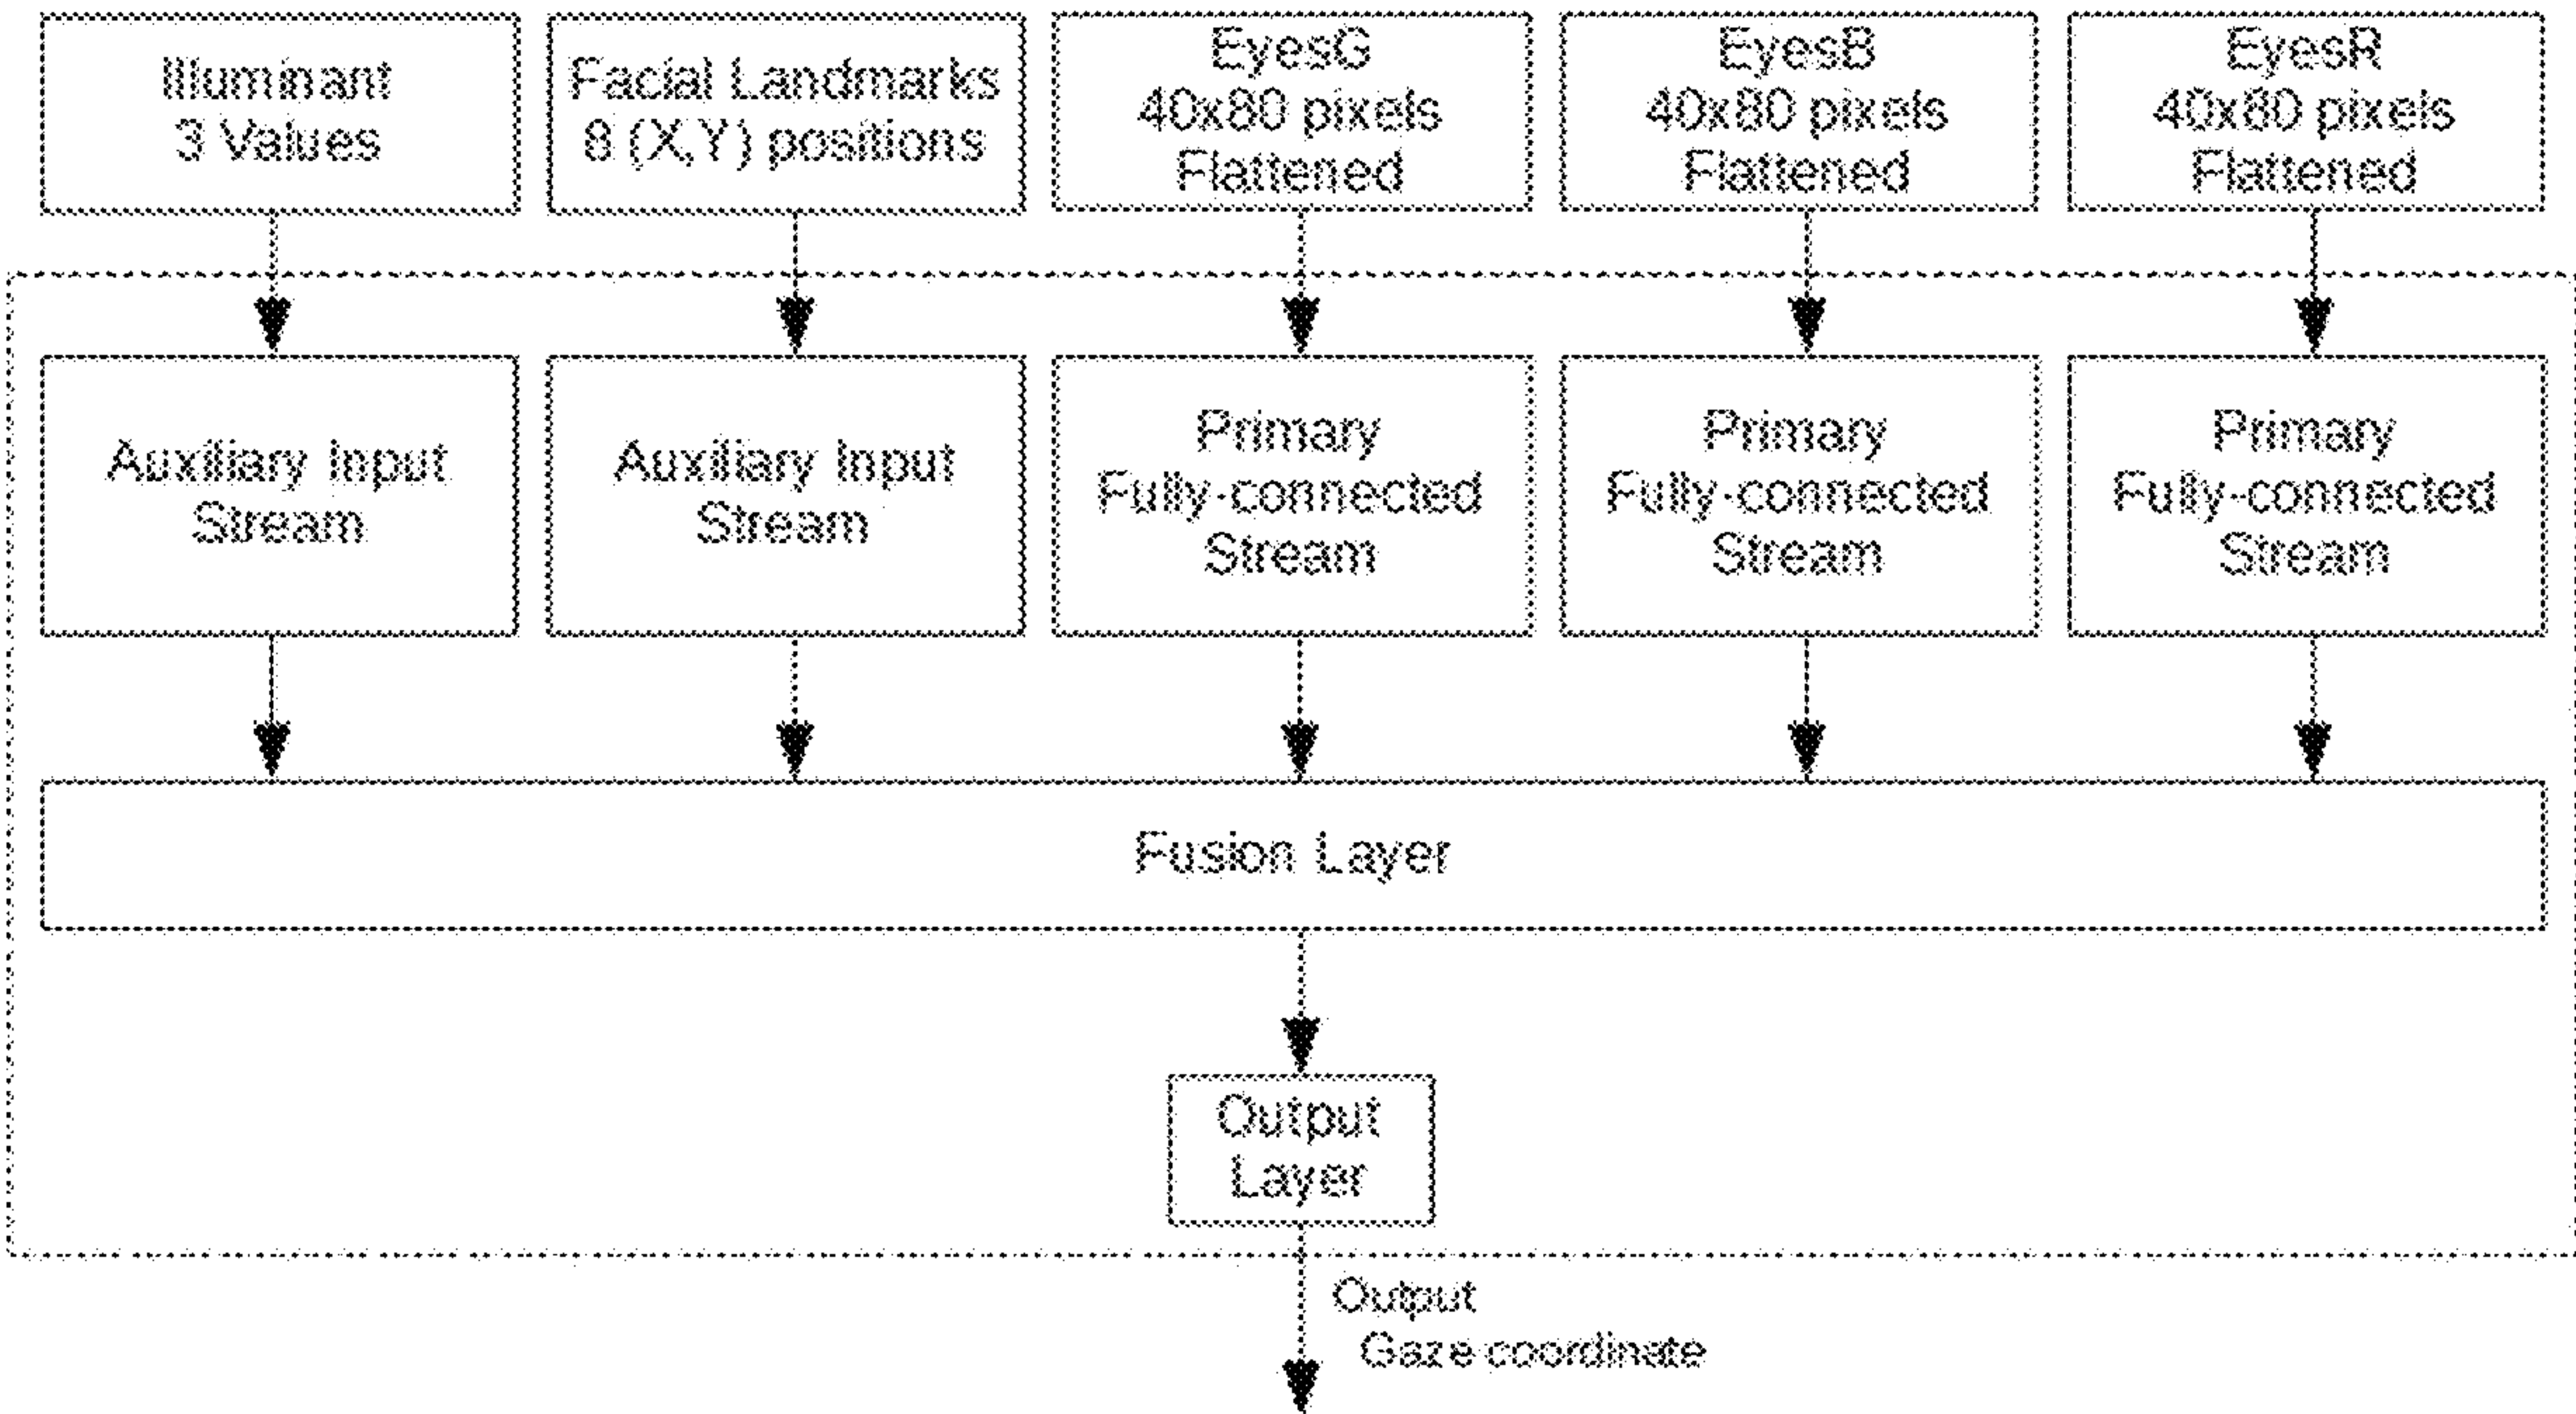 Illuminant
3 Values
Facial Landmarks
8 (X,Y) positions
EyesG
40x80 pixels
Flattened
EyesB
40x80 pixels
Flattened
EyesR
40x80 pixels
Flattened
Auxiliary Input
Stream
Auxiliary Input
Stream
Primary
Fully-connected
Stream
Primary
Fully-connected
Stream
Primary
Fully-connected
Stream
Fusion Layer
Output
Layer
Output
Gaze coordinate